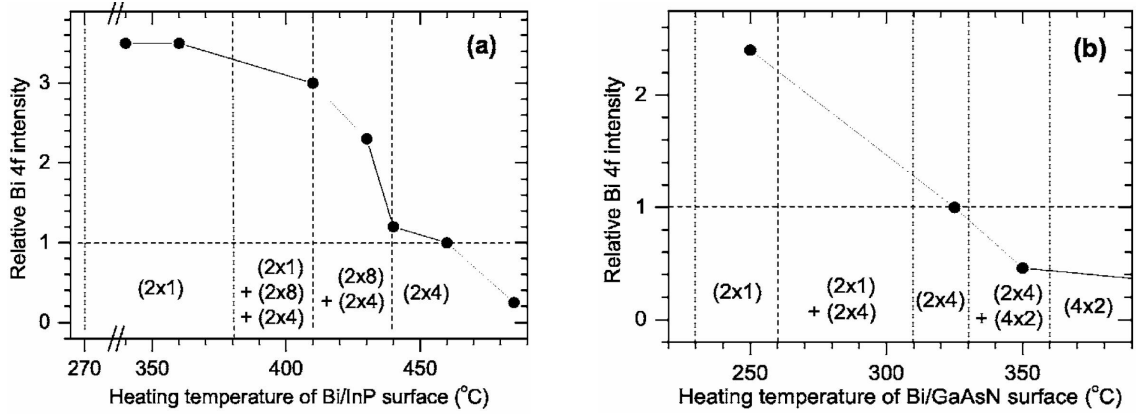 (a)
Relative Bi 4f intensity
3
2
1
0
(2x1)
(2x1)
+ (2x8)
+ (2x4)
(2x8)
+ (2x4)
(2x4)
270
350
400
450
Heating temperature of Bi/InP surface (°C)
(b)
Relative Bi 4f intensity
2
1
0
(2x1)
(2x1)
+ (2x4)
(2x4)
(2x4)
+ (4x2)
(4x2)
250
300
350
Heating temperature of Bi/GaAsN surface (°C)